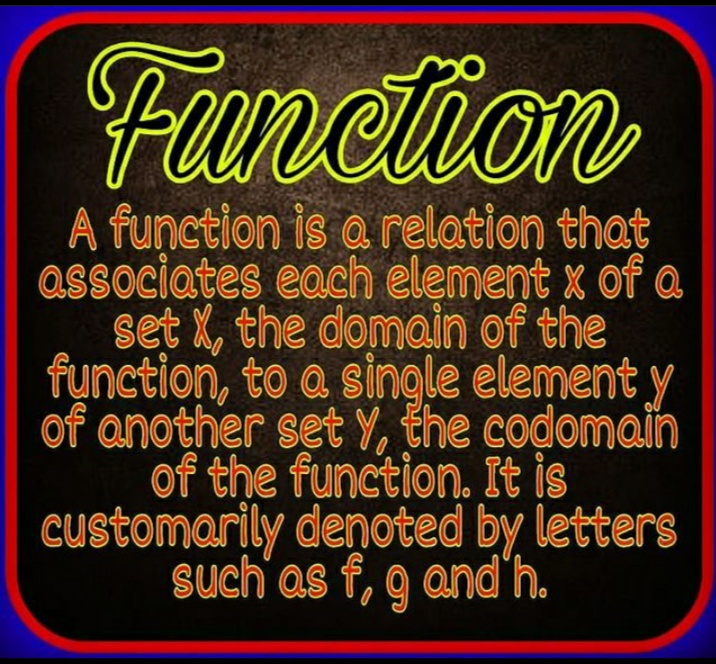 Function
A function is a relation that
associates each element x of a
set X, the domain of the
function, to a single element y
of another set Y, the codomain
of the function. It is
customarily denoted by letters
such as f, g and h.